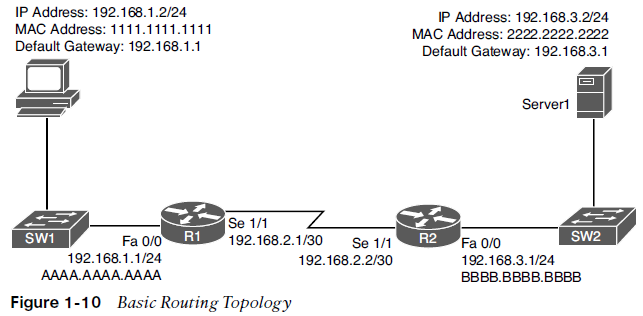 IP Address: 192.168.1.2/24
MAC Address: 1111.1111.1111
Default Gateway: 192.168.1.1
IP Address: 192.168.3.2/24
MAC Address: 2222.2222.2222
Default Gateway: 192.168.3.1
Server1
SW1
Fa 0/0
192.168.1.1/24
AAAA.AAAA.AAAA
R1
Se 1/1
192.168.2.1/30
Se 1/1
192.168.2.2/30
R2
Fa 0/0
192.168.3.1/24
BBBB.BBBB.BBBB
SW2
Figure 1-10 Basic Routing Topology